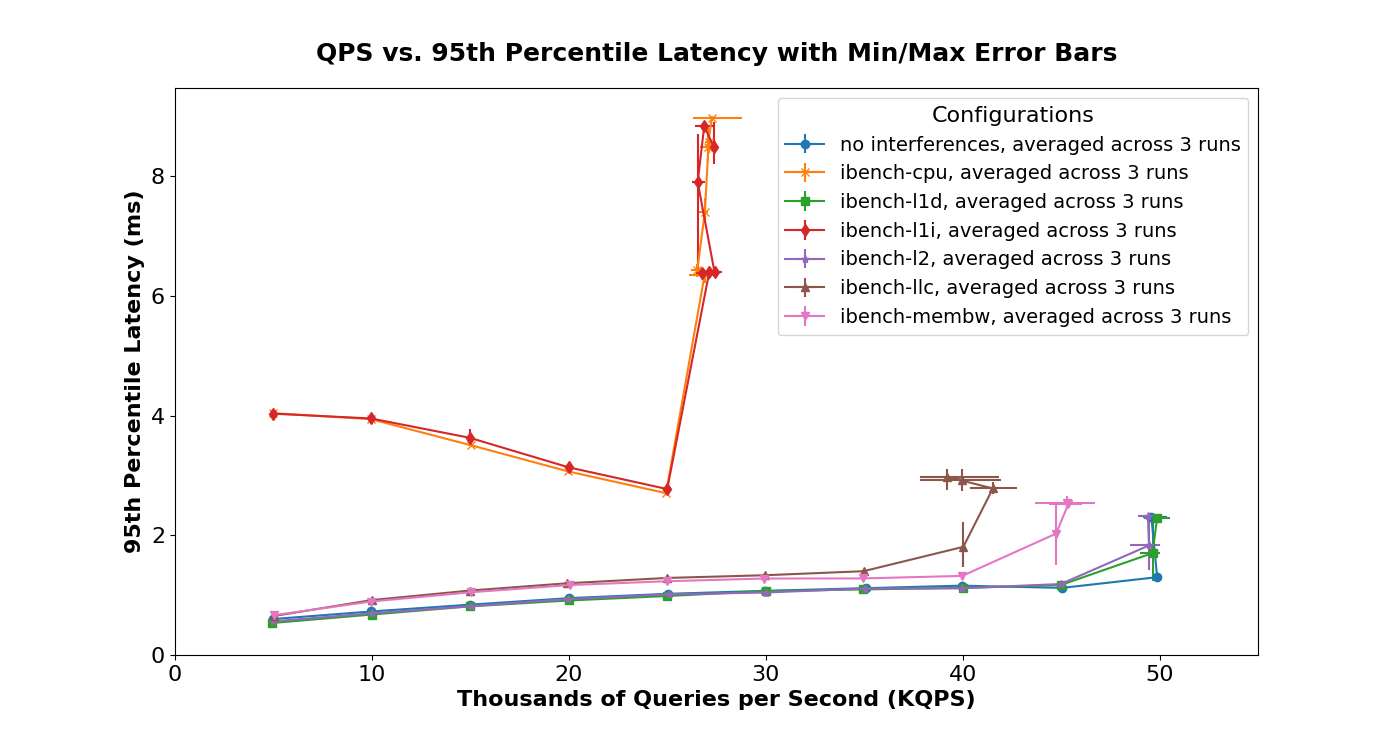 QPS vs. 95th Percentile Latency with Min/Max Error Bars
Configurations
no interferences, averaged across 3 runs
ibench-cpu, averaged across 3 runs
ibench-l1d, averaged across 3 runs
ibench-l1i, averaged across 3 runs
ibench-l2, averaged across 3 runs
ibench-llc, averaged across 3 runs
ibench-membw, averaged across 3 runs
95th Percentile Latency (ms)
8
6
4
2
0
0 10 20 30 40 50
Thousands of Queries per Second (KQPS)